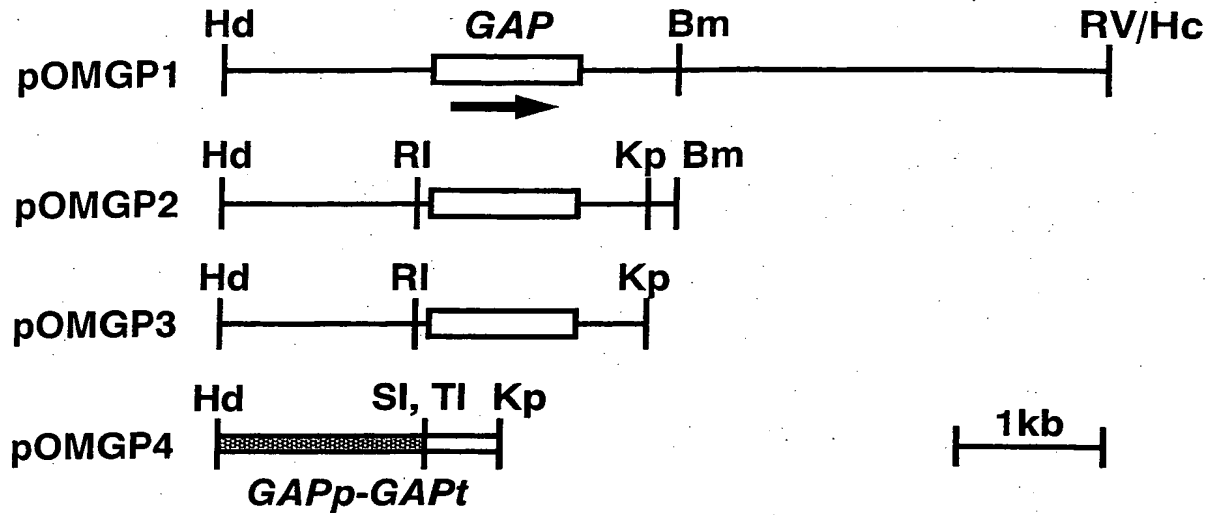 Hd GAP Bm RV/Hc
pOMGP1
Hd RI Kp Bm
pOMGP2
Hd RI Kp
pOMGP3
Hd SI, TI Kp
pOMGP4
1kb
GAPp-GAPt